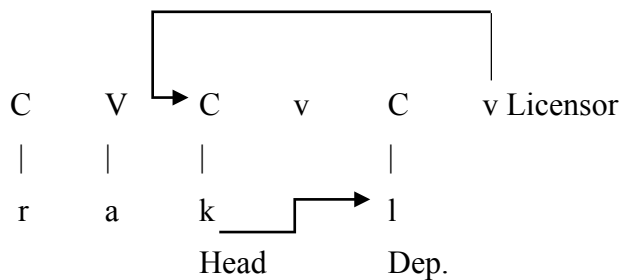 C V C v C v Licensor
| | | |
r a k l
Head Dep.